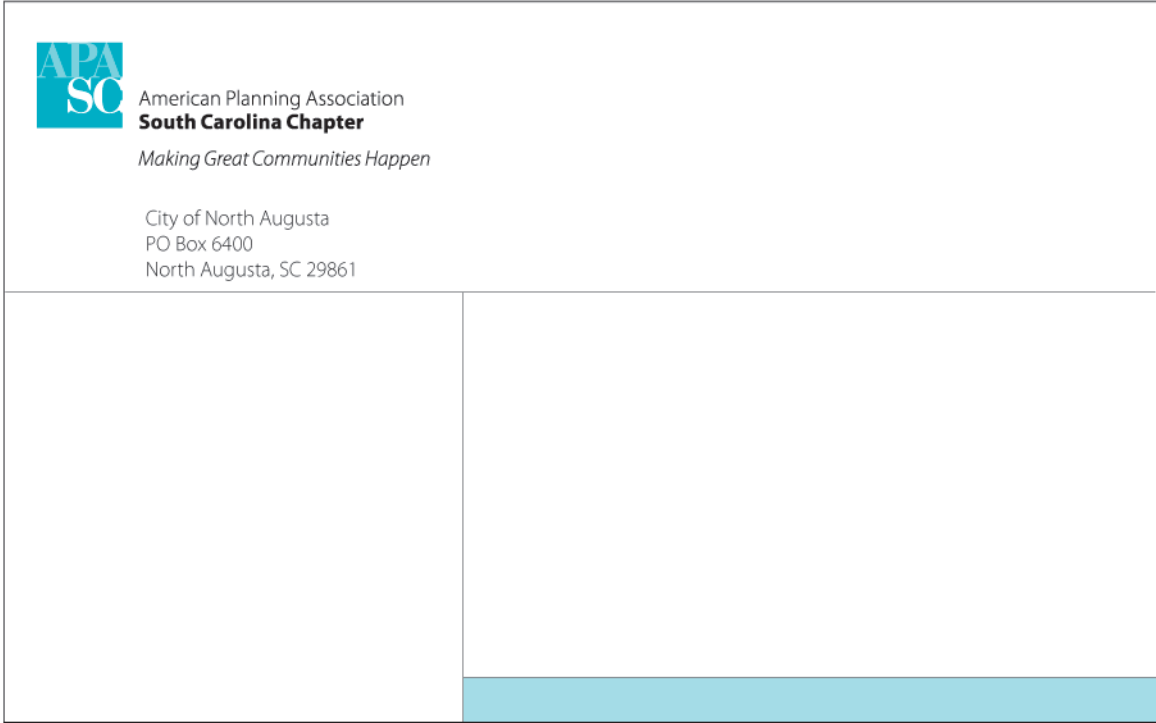 APA
SC
American Planning Association
South Carolina Chapter
Making Great Communities Happen
City of North Augusta
PO Box 6400
North Augusta, SC 29861